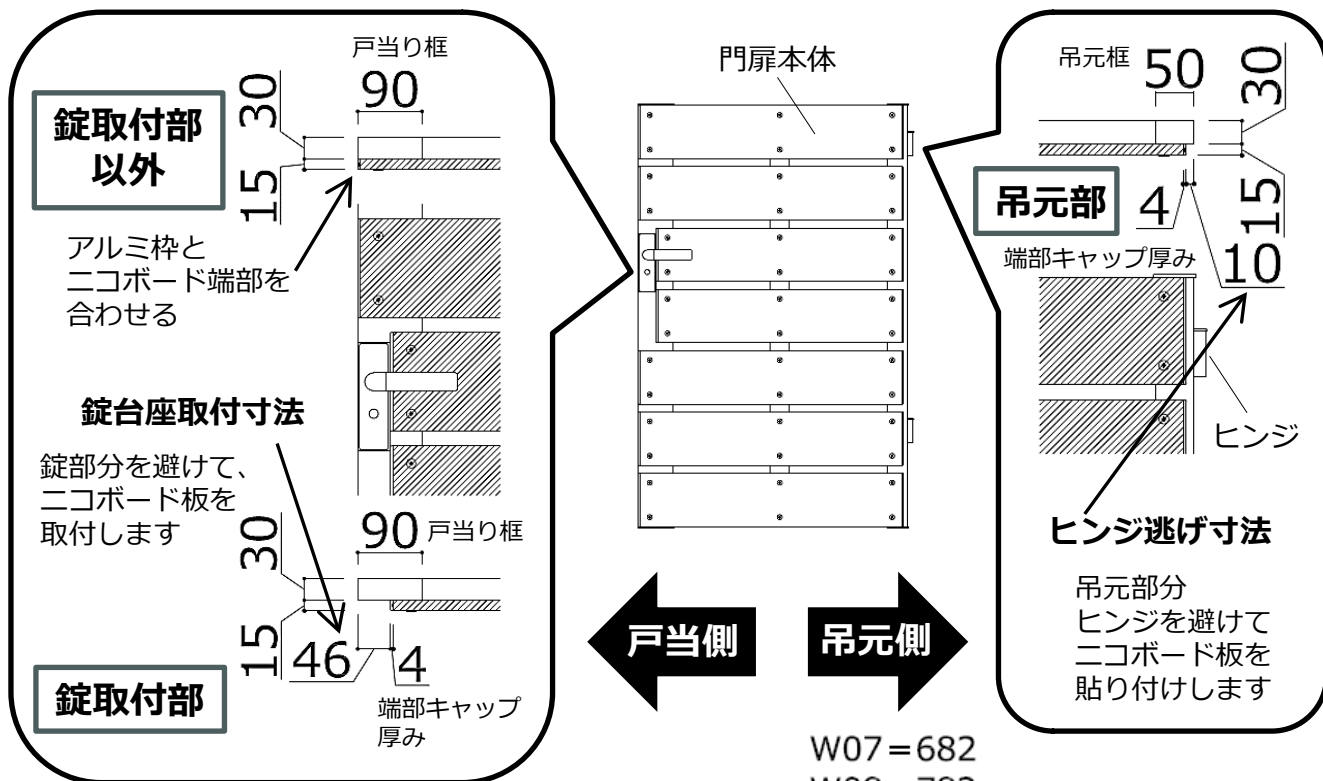 戸当り框
90
30
15
錠取付部
以外
アルミ枠と
ニコボード端部を
合わせる
錠台座取付寸法
錠部分を避けて、
ニコボード板を
取付します
90 戸当り框
30
15
46
4
錠取付部
端部キャップ
厚み
門扉本体
戸当側
吊元側
W07=682
吊元框 50
30
15
吊元部
4
端部キャップ厚み
10
ヒンジ
ヒンジ逃げ寸法
吊元部分
ヒンジを避けて
ニコボード板を
貼り付けします